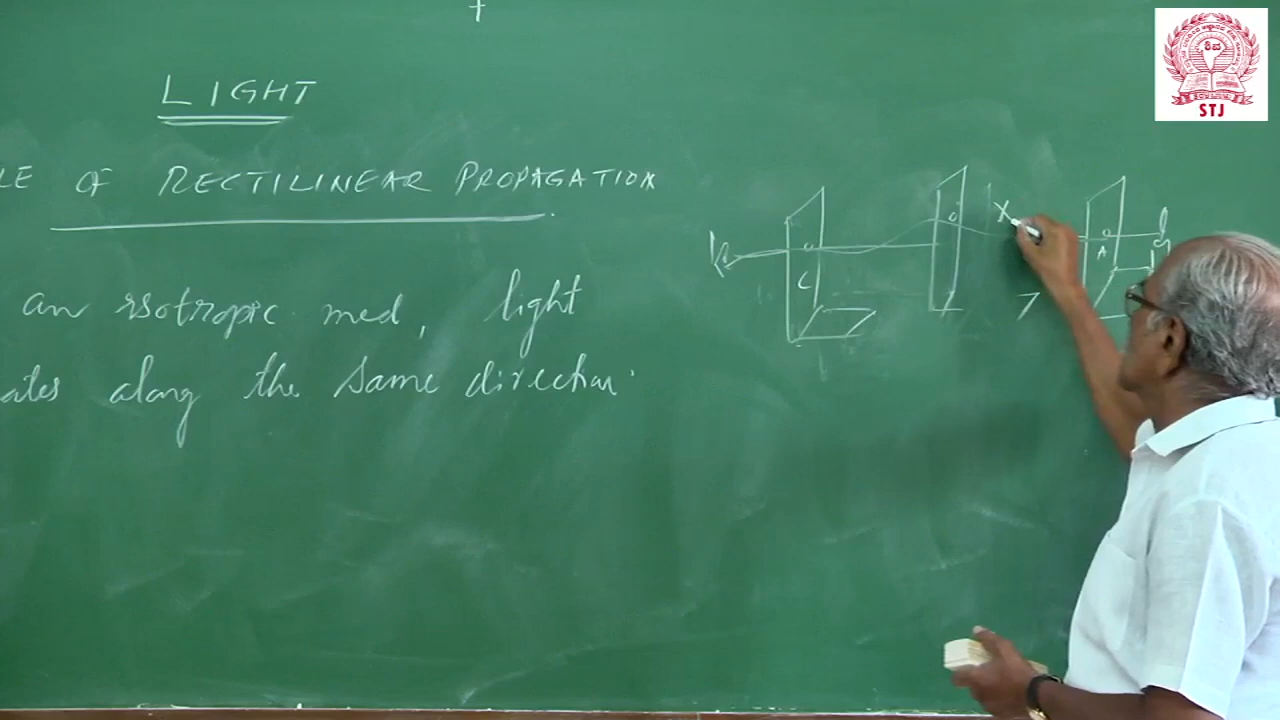 LIGHT
LE OF RECTILINEAR PROPAGATION
an isotropic med, light
ates along the same direction.
C
A
STJ